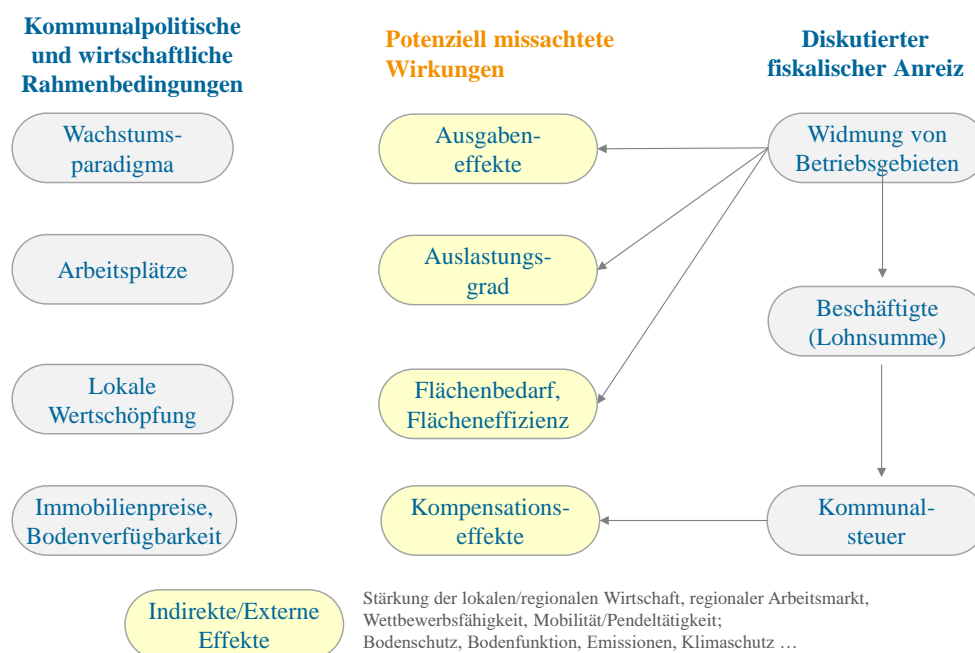 Kommunalpolitische
und wirtschaftliche
Rahmenbedingungen
Wachstums-
paradigma
Arbeitsplätze
Lokale
Wertschöpfung
Immobilienpreise,
Bodenverfügbarkeit
Potenziell missachtete
Wirkungen
Ausgaben-
effekte
Auslastungs-
grad
Flächenbedarf,
Flächeneffizienz
Kompensations-
effekte
Diskutierter
fiskalischer Anreiz
Widmung von
Betriebsgebieten
Beschäftigte
(Lohnsumme)
Kommunal-
steuer
Indirekte/Externe
Effekte
Stärkung der lokalen/regionalen Wirtschaft, regionaler Arbeitsmarkt,
Wettbewerbsfähigkeit, Mobilität/Pendeltätigkeit;
Bodenschutz, Bodenfunktion, Emissionen, Klimaschutz …